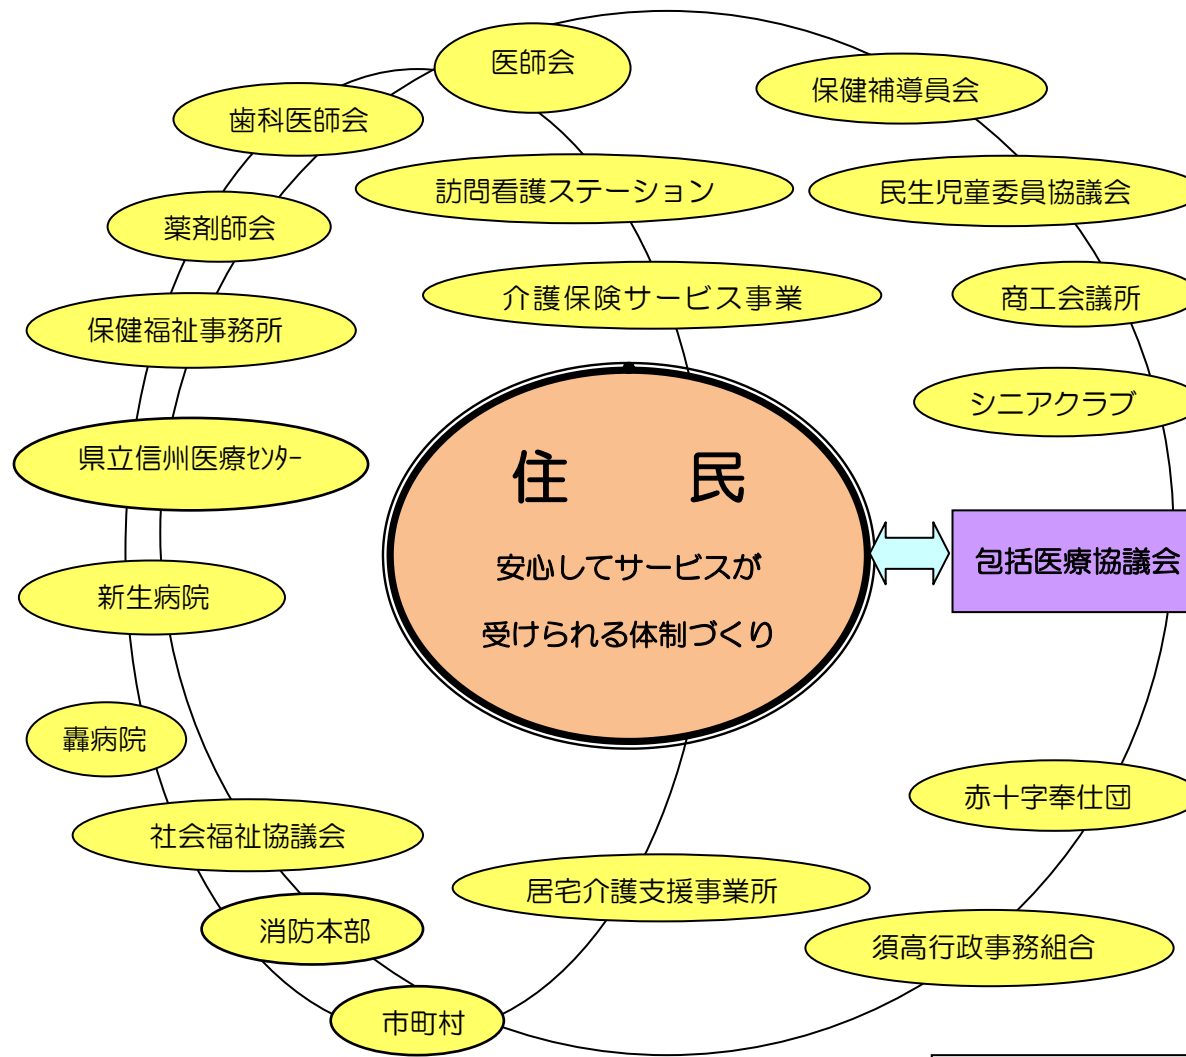 医師会
保健補導員会
歯科医師会
訪問看護ステーション
民生児童委員協議会
薬剤師会
介護保険サービス事業
商工会議所
保健福祉事務所
シニアクラブ
県立信州医療ｾﾝﾀｰ
住　民
安心してサービスが
受けられる体制づくり
包括医療協議会
新生病院
轟病院
赤十字奉仕団
社会福祉協議会
居宅介護支援事業所
消防本部
須高行政事務組合
市町村